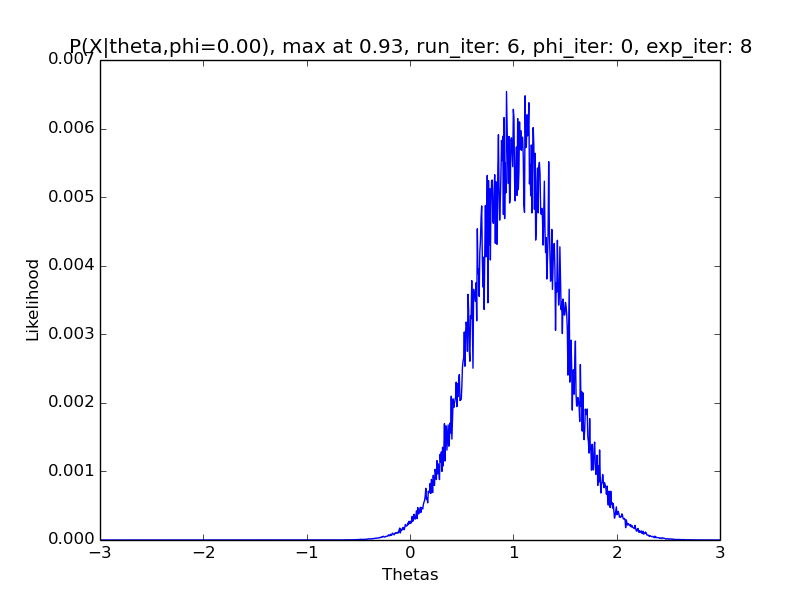 P(X|theta,phi=0.00), max at 0.93, run_iter: 6, phi_iter: 0, exp_iter: 8
0.007
0.006
0.005
0.004
0.003
0.002
0.001
0.000
Likelihood
−3 −2 −1 0 1 2 3
Thetas